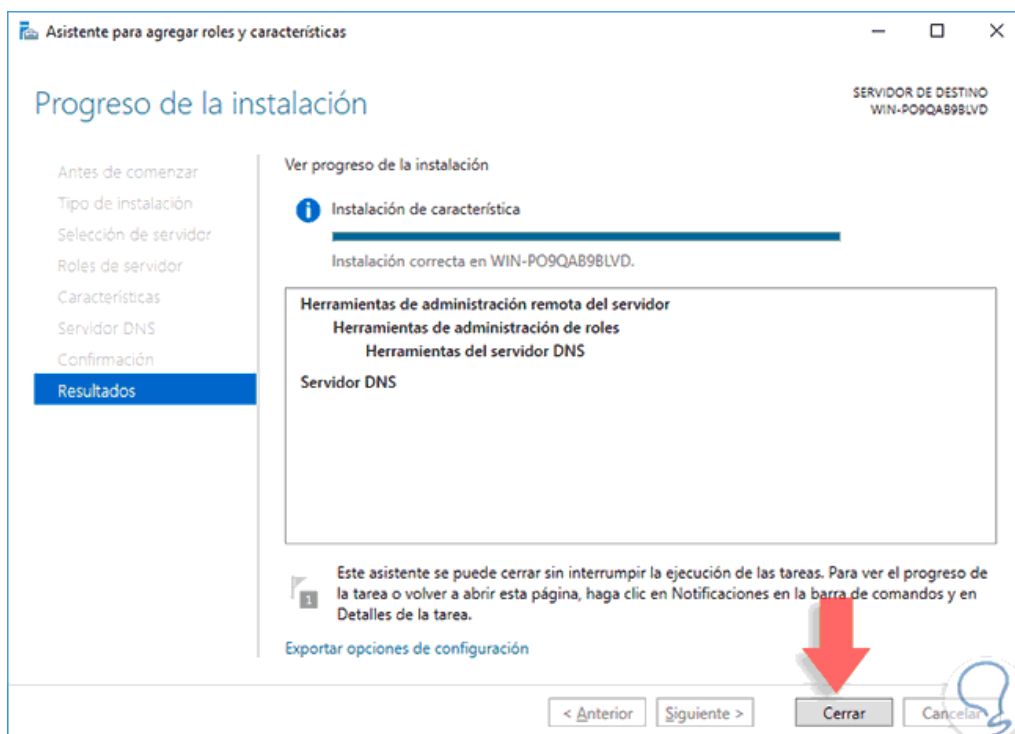 Asistente para agregar roles y características
Progreso de la instalación
SERVIDOR DE DESTINO
WIN-PO9QAB9BLVD
Antes de comenzar
Tipo de instalación
Selección de servidor
Roles de servidor
Características
Servidor DNS
Confirmación
Resultados
Ver progreso de la instalación
Instalación de característica
Instalación correcta en WIN-PO9QAB9BLVD.
Herramientas de administración remota del servidor
Herramientas de administración de roles
Herramientas del servidor DNS
Servidor DNS
1
Este asistente se puede cerrar sin interrumpir la ejecución de las tareas. Para ver el progreso de
la tarea o volver a abrir esta página, haga clic en Notificaciones en la barra de comandos y en
Detalles de la tarea.
Exportar opciones de configuración
< Anterior
Siguiente >
Cerrar
Cancelar